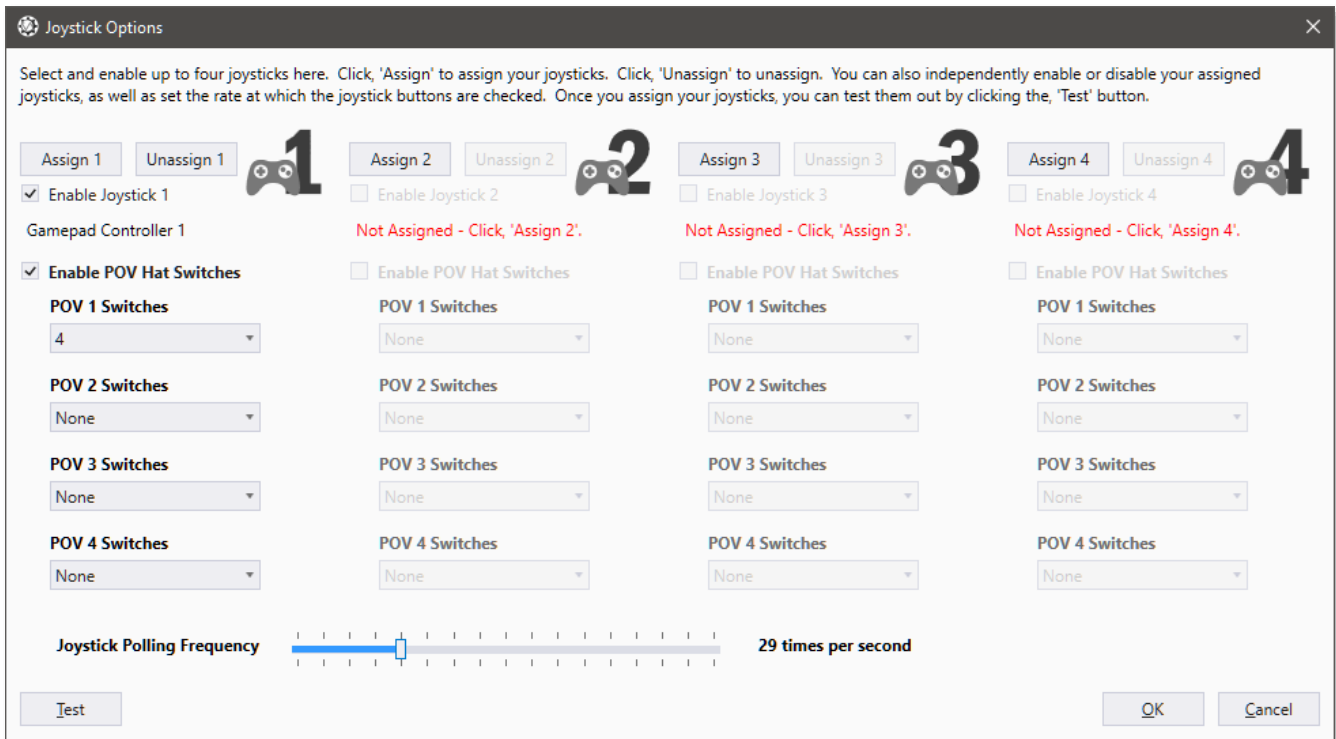 Joystick Options
Select and enable up to four joysticks here.  Click, 'Assign' to assign your joysticks.  Click, 'Unassign' to unassign.  You can also independently enable or disable your assigned
joysticks, as well as set the rate at which the joystick buttons are checked.  Once you assign your joysticks, you can test them out by clicking the, 'Test' button.
Assign 1 Unassign 1 1 Assign 2 Unassign 2 2 Assign 3 Unassign 3 3 Assign 4 Unassign 4 4
Enable Joystick 1 Enable Joystick 2 Enable Joystick 3 Enable Joystick 4
Gamepad Controller 1 Not Assigned - Click, 'Assign 2'. Not Assigned - Click, 'Assign 3'. Not Assigned - Click, 'Assign 4'.
Enable POV Hat Switches Enable POV Hat Switches Enable POV Hat Switches Enable POV Hat Switches
POV 1 Switches POV 1 Switches POV 1 Switches POV 1 Switches
4 None None None
POV 2 Switches POV 2 Switches POV 2 Switches POV 2 Switches
None None None None
POV 3 Switches POV 3 Switches POV 3 Switches POV 3 Switches
None None None None
POV 4 Switches POV 4 Switches POV 4 Switches POV 4 Switches
None None None None
Joystick Polling Frequency 29 times per second
Test OK Cancel